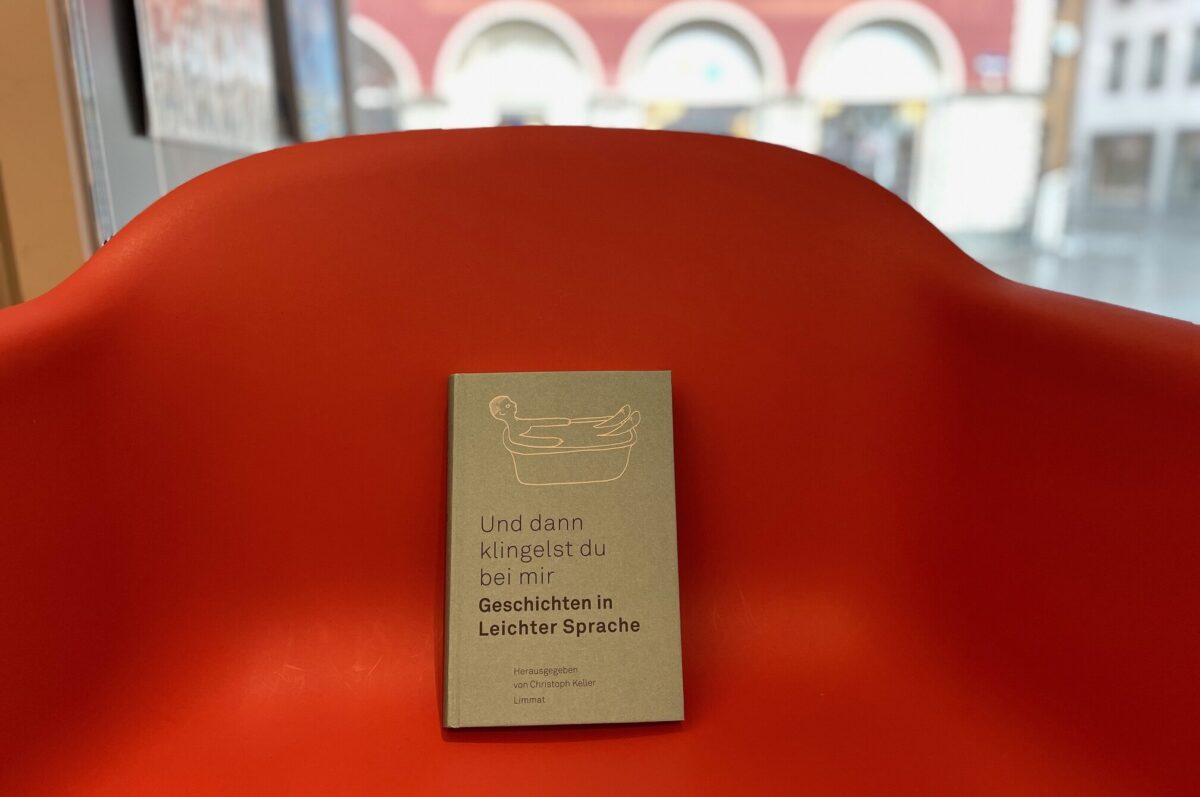 Und dann
klingelst du
bei mir
Geschichten in
Leichter Sprache
Herausgegeben
von Christoph Keller
Limmat